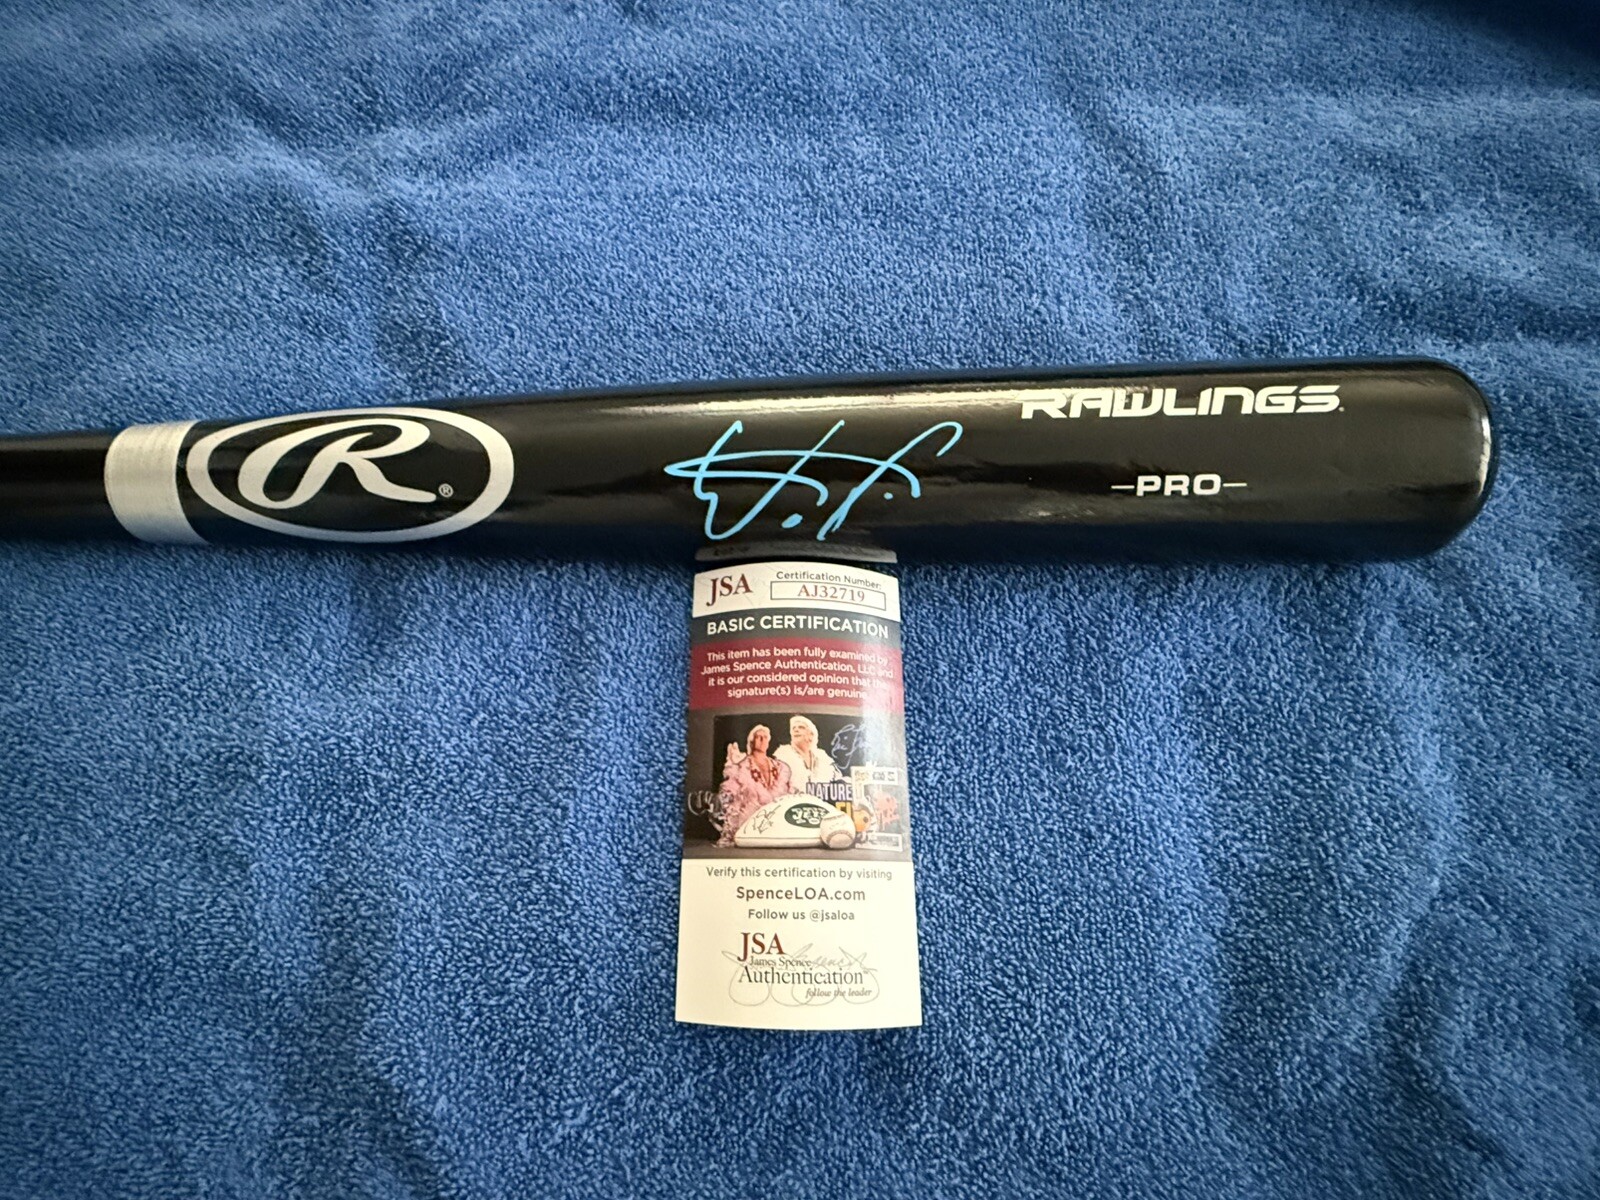 R®
RAWLINGS
-PRO-
JSA
Certification Number:
AJ32719
BASIC CERTIFICATION
This item has been fully examined by
James Spence Authentication, LLC and
it is our considered opinion that the
signature(s) is/are genuine.
NATURE
JETS
Verify this certification by visiting
SpenceLOA.com
Follow us @jsaloa
JSA
James Spence
Authentication
follow the leader